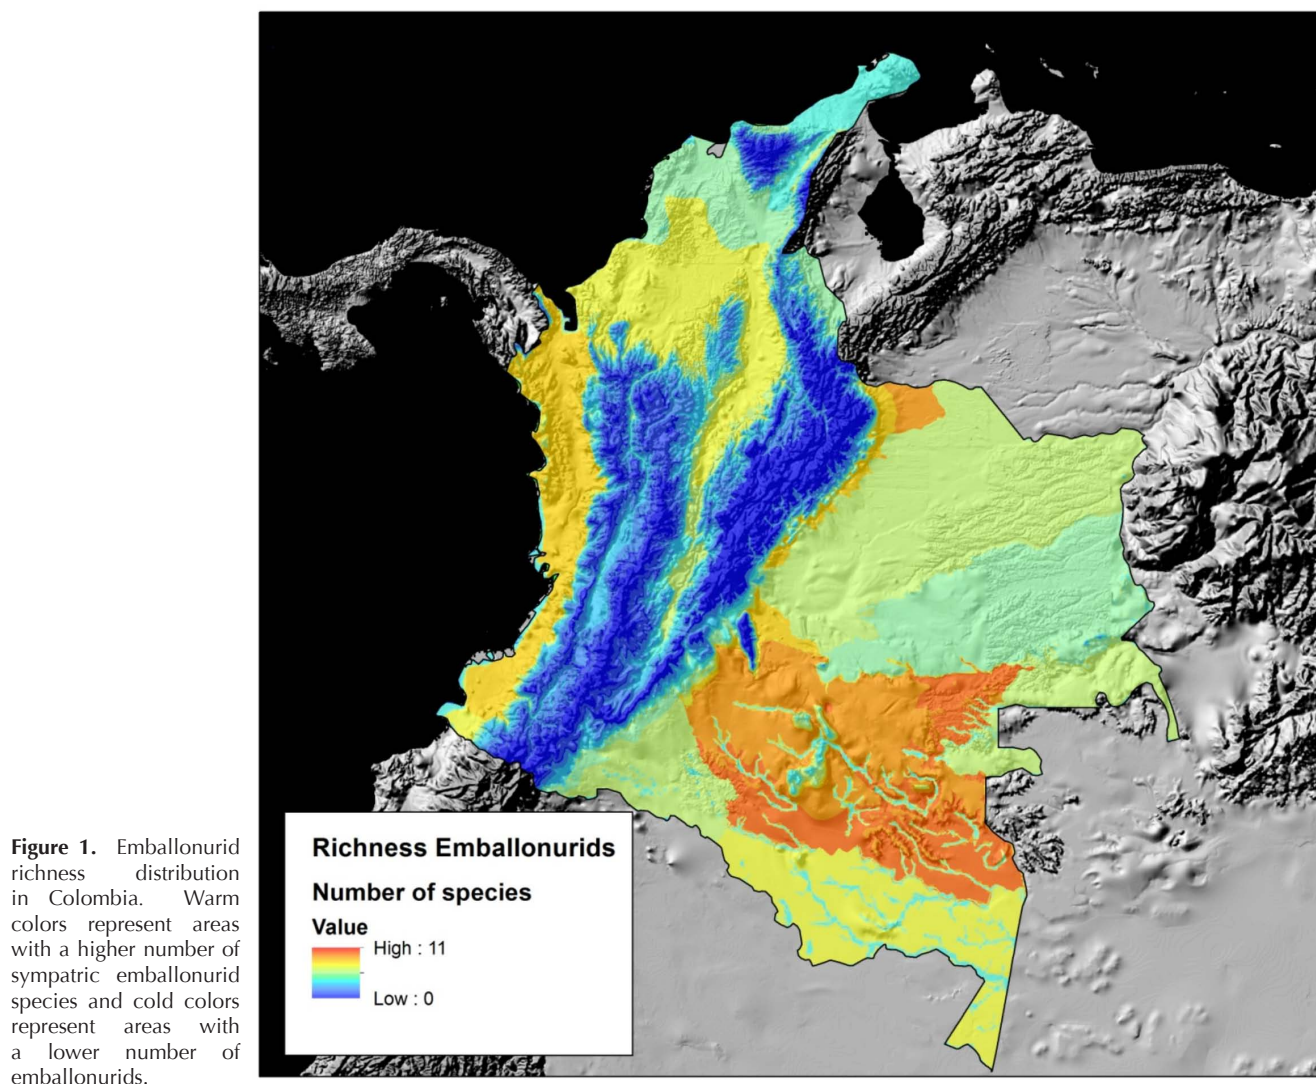 Figure 1. Emballonurid
richness distribution
in Colombia. Warm
colors represent areas
with a higher number of
sympatric emballonurid
species and cold colors
represent areas with
a lower number of
emballonurids.
Richness Emballonurids
Number of species
Value
High : 11
Low : 0